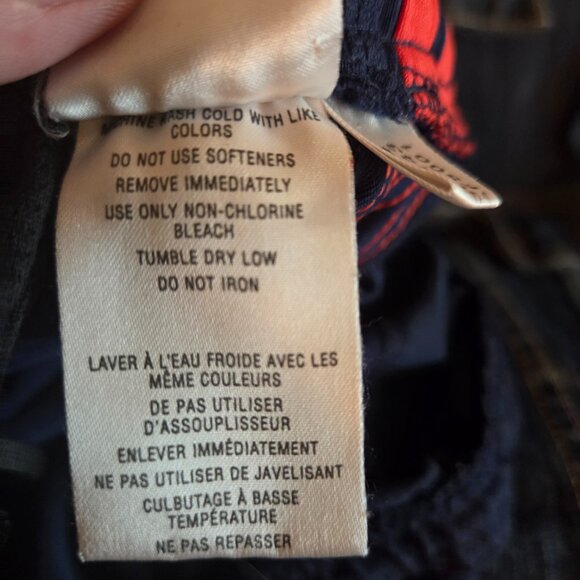 MACHINE WASH COLD WITH LIKE
COLORS
DO NOT USE SOFTENERS
REMOVE IMMEDIATELY
USE ONLY NON-CHLORINE
BLEACH
TUMBLE DRY LOW
DO NOT IRON
LAVER À L'EAU FROIDE AVEC LES
MÊME COULEURS
DE PAS UTILISER
D'ASSOUPLISSEUR
ENLEVER IMMÉDIATEMENT
NE PAS UTILISER DE JAVELISANT
CULBUTAGE À BASSE
TEMPÉRATURE
NE PAS REPASSER